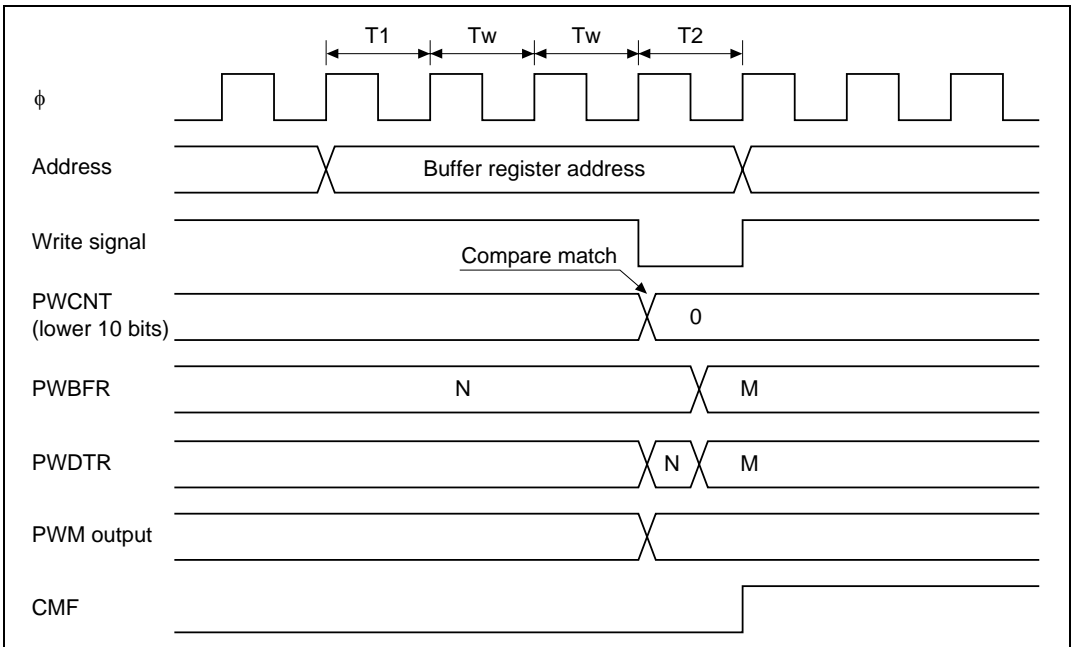 T1 Tw Tw T2
ϕ
Address Buffer register address
Write signal
Compare match
PWCNT
(lower 10 bits) 0
PWBFR N M
PWDTR N M
PWM output
CMF